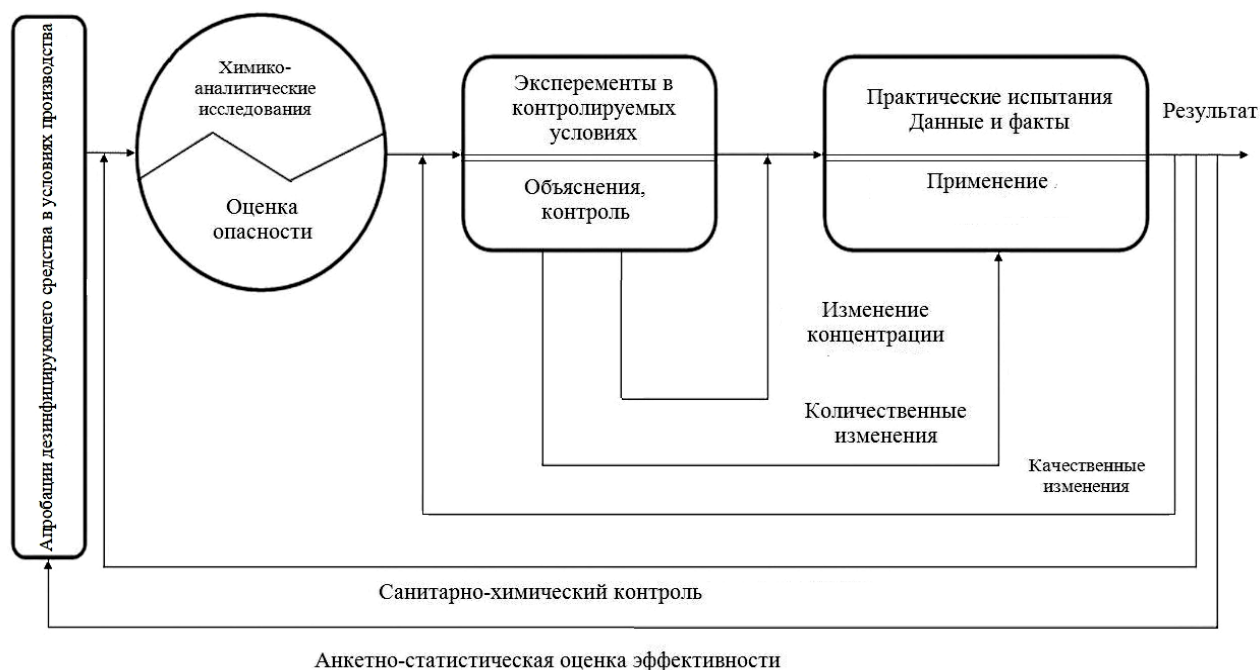 Апробации дезинфицирующего средства в условиях производства
Химико-
аналитические
исследования
Оценка
опасности
Эксперементы в
контролируемых
условиях
Объяснения,
контроль
Практические испытания
Данные и факты
Применение
Результат
Изменение
концентрации
Количественные
изменения
Качественные
изменения
Санитарно-химический контроль
Анкетно-статистическая оценка эффективности